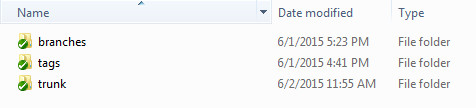 Name Date modified Type
branches 6/1/2015 5:23 PM File folder
tags 6/1/2015 4:41 PM File folder
trunk 6/2/2015 11:55 AM File folder